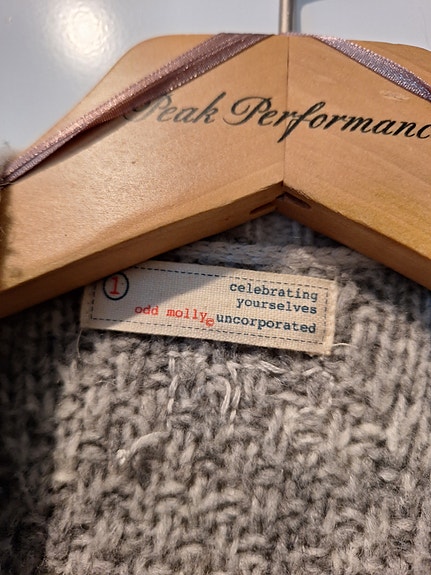 Peak Performanc
1
celebrating
yourselves
odd molly© uncorporated